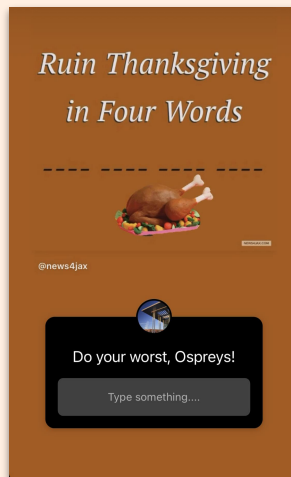 Ruin Thanksgiving
in Four Words
---- ---- ---- ----
@news4jax
Do your worst, Ospreys!
Type something....